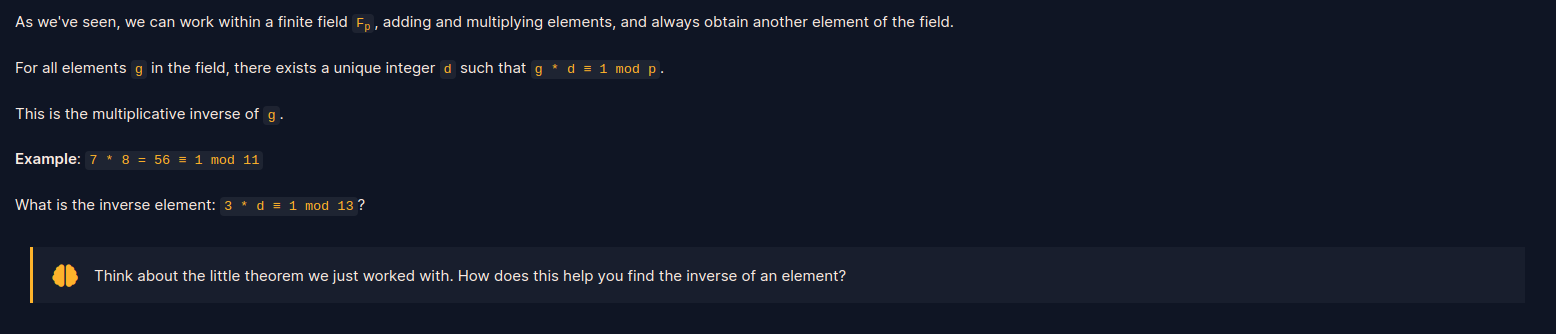 As we've seen, we can work within a finite field Fₚ, adding and multiplying elements, and always obtain another element of the field.
For all elements g in the field, there exists a unique integer d such that g * d ≡ 1 mod p.
This is the multiplicative inverse of g.
Example: 7 * 8 = 56 ≡ 1 mod 11
What is the inverse element: 3 * d ≡ 1 mod 13?
Think about the little theorem we just worked with. How does this help you find the inverse of an element?